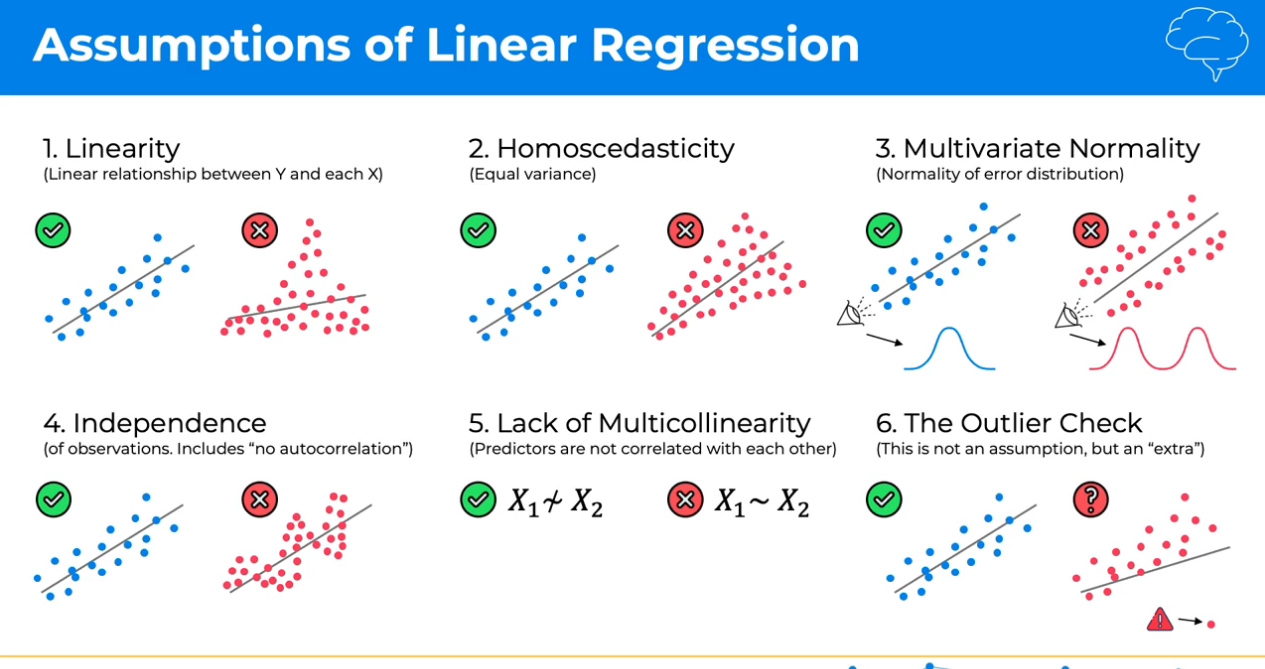 Assumptions of Linear Regression
1. Linearity
(Linear relationship between Y and each X)
2. Homoscedasticity
(Equal variance)
3. Multivariate Normality
(Normality of error distribution)
4. Independence
(of observations. Includes “no autocorrelation”)
5. Lack of Multicollinearity
(Predictors are not correlated with each other)
X₁ ≁ X₂
X₁ ~ X₂
6. The Outlier Check
(This is not an assumption, but an “extra”)
?
!